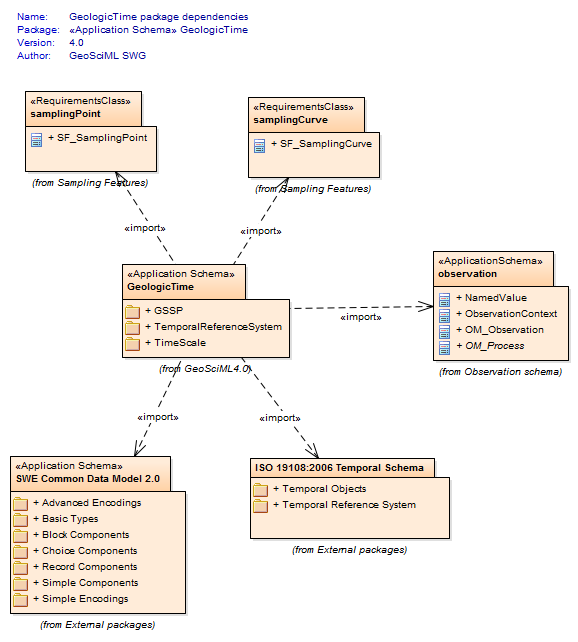 Name: GeologicTime package dependencies
Package: «Application Schema» GeologicTime
Version: 4.0
Author: GeoSciML SWG
«RequirementsClass»
samplingPoint
+ SF_SamplingPoint
(from Sampling Features)
«RequirementsClass»
samplingCurve
+ SF_SamplingCurve
(from Sampling Features)
«import»
«import»
«Application Schema»
GeologicTime
+ GSSP
+ TemporalReferenceSystem
+ TimeScale
(from GeoSciML4.0)
«import»
«ApplicationSchema»
observation
+ NamedValue
+ ObservationContext
+ OM_Observation
+ OM_Process
(from Observation schema)
«import»
«import»
«Application Schema»
SWE Common Data Model 2.0
+ Advanced Encodings
+ Basic Types
+ Block Components
+ Choice Components
+ Record Components
+ Simple Components
+ Simple Encodings
(from External packages)
ISO 19108:2006 Temporal Schema
+ Temporal Objects
+ Temporal Reference System
(from External packages)